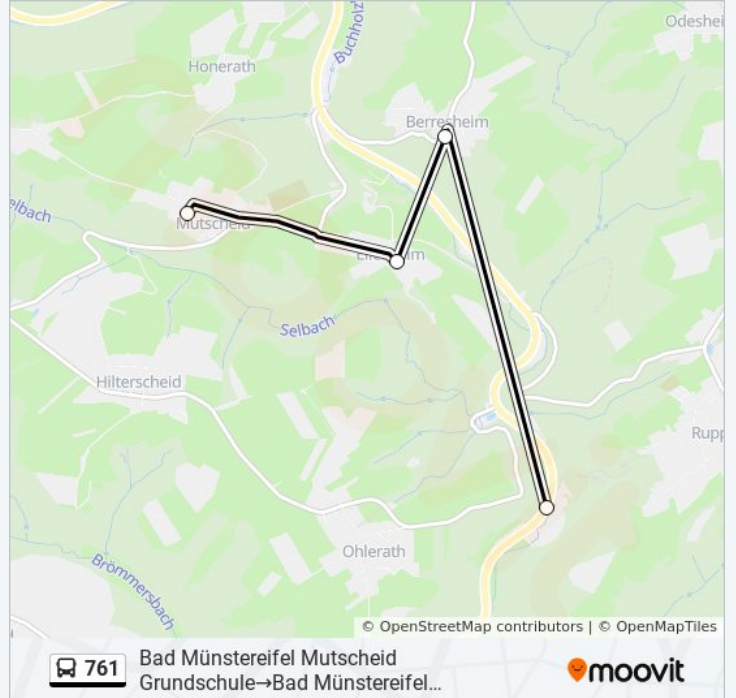 Odeshei
Buchholz
Honerath
Berresheim
elbach
Mutscheid
Selbach
Hilterscheid
Rupp
Ohlerath
Brömmersbach
© OpenStreetMap contributors | © OpenMapTiles
761
Bad Münstereifel Mutscheid
Grundschule→Bad Münstereifel...
moovit